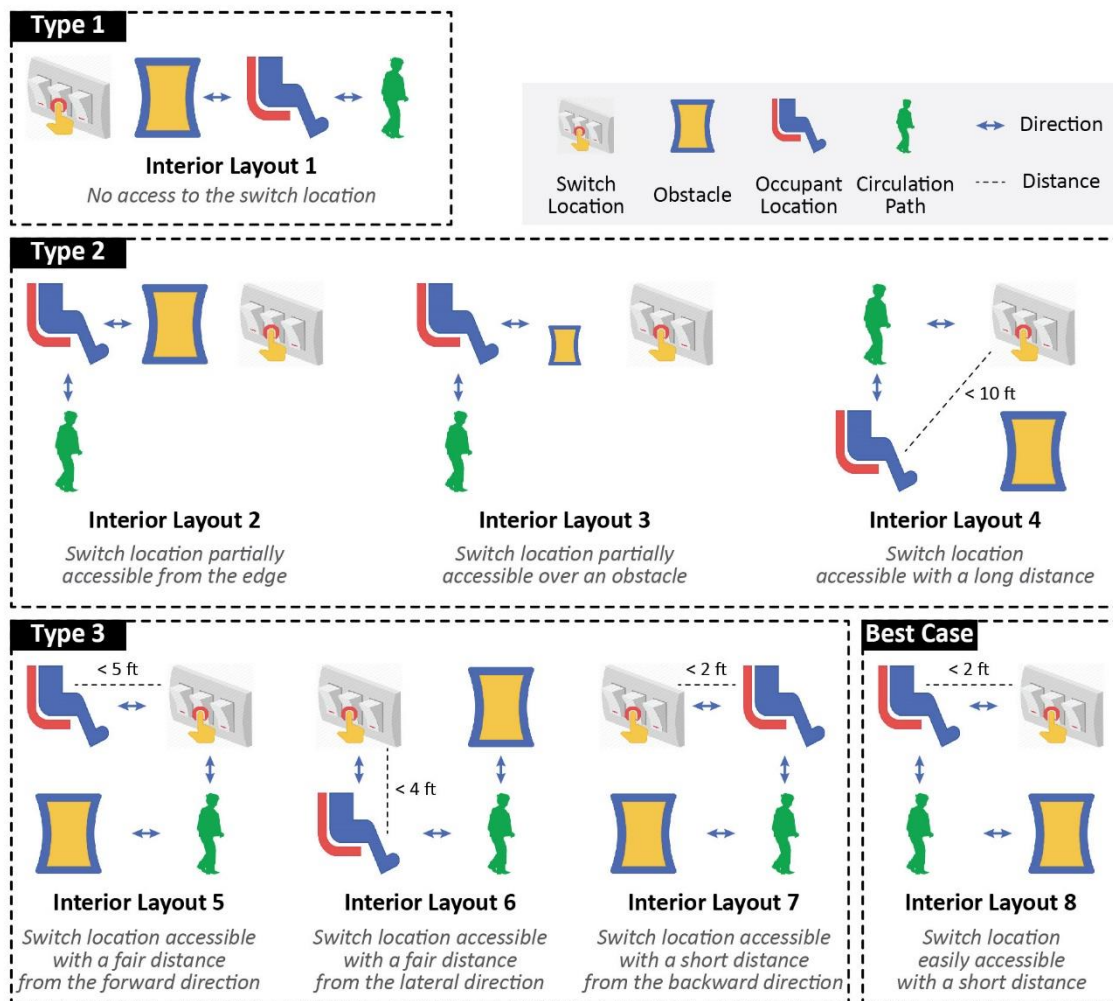 Type 1
Interior Layout 1
No access to the switch location
Switch
Location
Obstacle
Occupant
Location
Circulation
Path
Direction
Distance
Type 2
Interior Layout 2
Switch location partially
accessible from the edge
Interior Layout 3
Switch location partially
accessible over an obstacle
< 10 ft
Interior Layout 4
Switch location
accessible with a long distance
Type 3
< 5 ft
Interior Layout 5
Switch location accessible
with a fair distance
from the forward direction
< 4 ft
Interior Layout 6
Switch location accessible
with a fair distance
from the lateral direction
< 2 ft
Interior Layout 7
Switch location accessible
with a short distance
from the backward direction
Best Case
< 2 ft
Interior Layout 8
Switch location
easily accessible
with a short distance